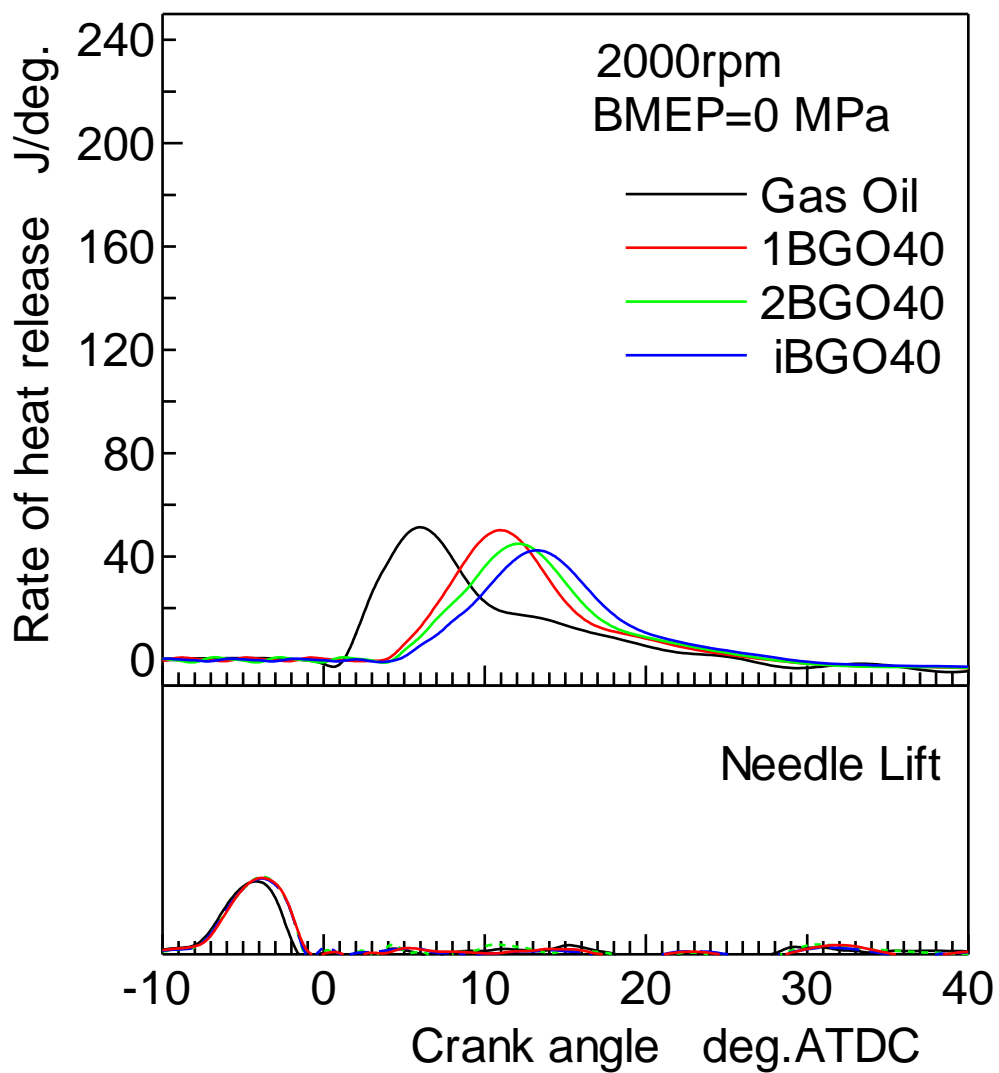 240
200
160
120
80
40
0
Rate of heat release J/deg.
2000rpm
BMEP=0 MPa
Gas Oil
1BGO40
2BGO40
iBGO40
Needle Lift
-10 0 10 20 30 40
Crank angle deg.ATDC